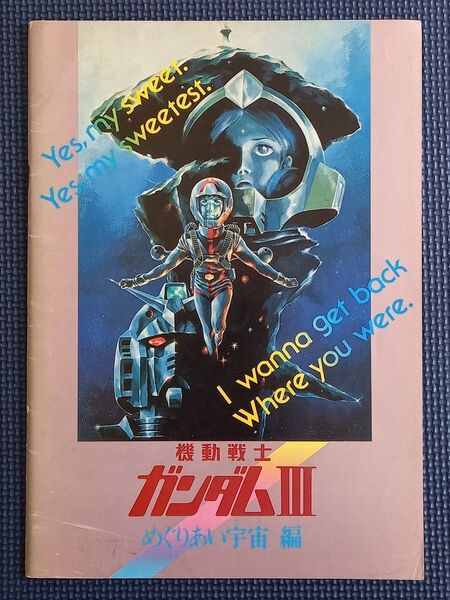 Yes, my sweet.
Yes, my sweetest.
I wanna get back
Where you were.
機動戦士
ガンダムIII
めぐりあい宇宙 編